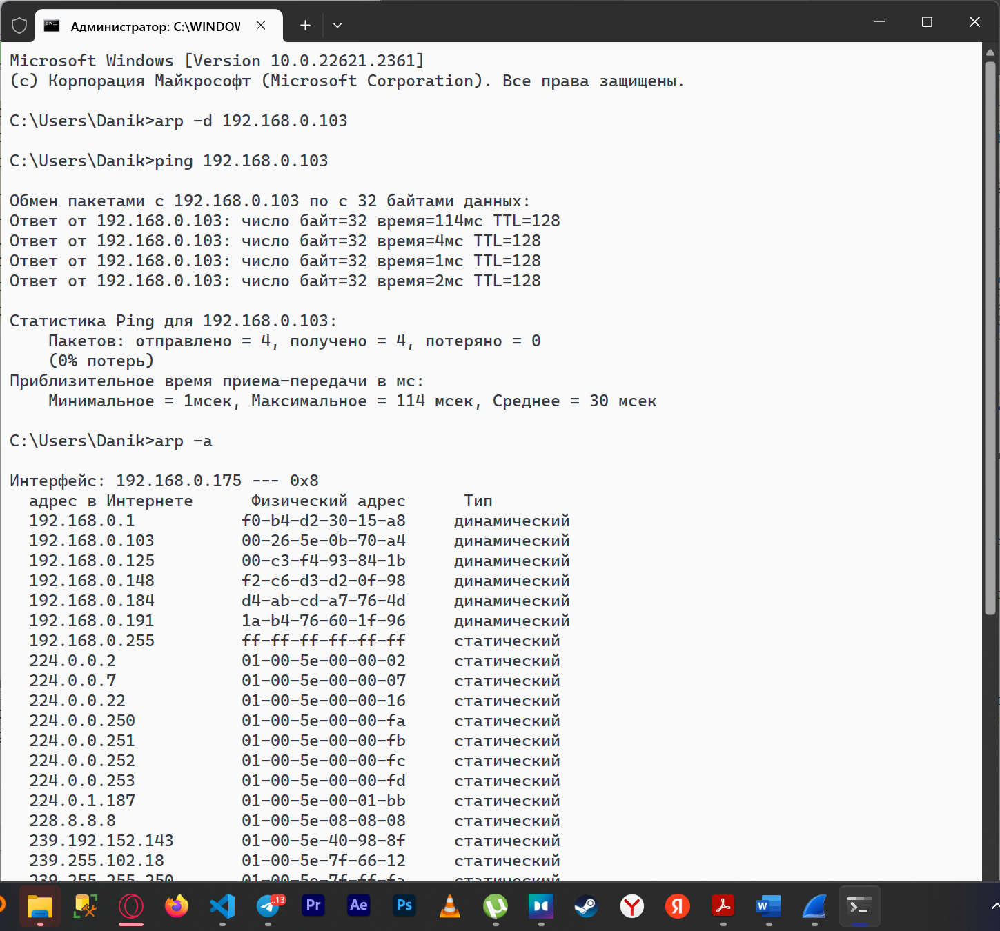 Администратор: C:\WINDOW
Microsoft Windows [Version 10.0.22621.2361]
(c) Корпорация Майкрософт (Microsoft Corporation). Все права защищены.
C:\Users\Danik>arp -d 192.168.0.103
C:\Users\Danik>ping 192.168.0.103
Обмен пакетами с 192.168.0.103 по с 32 байтами данных:
Ответ от 192.168.0.103: число байт=32 время=114мс TTL=128
Ответ от 192.168.0.103: число байт=32 время=4мс TTL=128
Ответ от 192.168.0.103: число байт=32 время=1мс TTL=128
Ответ от 192.168.0.103: число байт=32 время=2мс TTL=128
Статистика Ping для 192.168.0.103:
Пакетов: отправлено = 4, получено = 4, потеряно = 0
(0% потерь)
Приблизительное время приема-передачи в мс:
Минимальное = 1мсек, Максимальное = 114 мсек, Среднее = 30 мсек
C:\Users\Danik>arp -a
Интерфейс: 192.168.0.175 --- 0x8
адрес в Интернете Физический адрес Тип
192.168.0.1 f0-b4-d2-30-15-a8 динамический
192.168.0.103 00-26-5e-0b-70-a4 динамический
192.168.0.125 00-c3-f4-93-84-1b динамический
192.168.0.148 f2-c6-d3-d2-0f-98 динамический
192.168.0.184 d4-ab-cd-a7-76-4d динамический
192.168.0.191 1a-b4-76-60-1f-96 динамический
192.168.0.255 ff-ff-ff-ff-ff-ff статический
224.0.0.2 01-00-5e-00-00-02 статический
224.0.0.7 01-00-5e-00-00-07 статический
224.0.0.22 01-00-5e-00-00-16 статический
224.0.0.250 01-00-5e-00-00-fa статический
224.0.0.251 01-00-5e-00-00-fb статический
224.0.0.252 01-00-5e-00-00-fc статический
224.0.0.253 01-00-5e-00-00-fd статический
224.0.1.187 01-00-5e-00-01-bb статический
228.8.8.8 01-00-5e-08-08-08 статический
239.192.152.143 01-00-5e-40-98-8f статический
239.255.102.18 01-00-5e-7f-66-12 статический
239.255.255.250 01-00-5e-7f-ff-fa статический
..13
Pr Ae Ps Y Я W